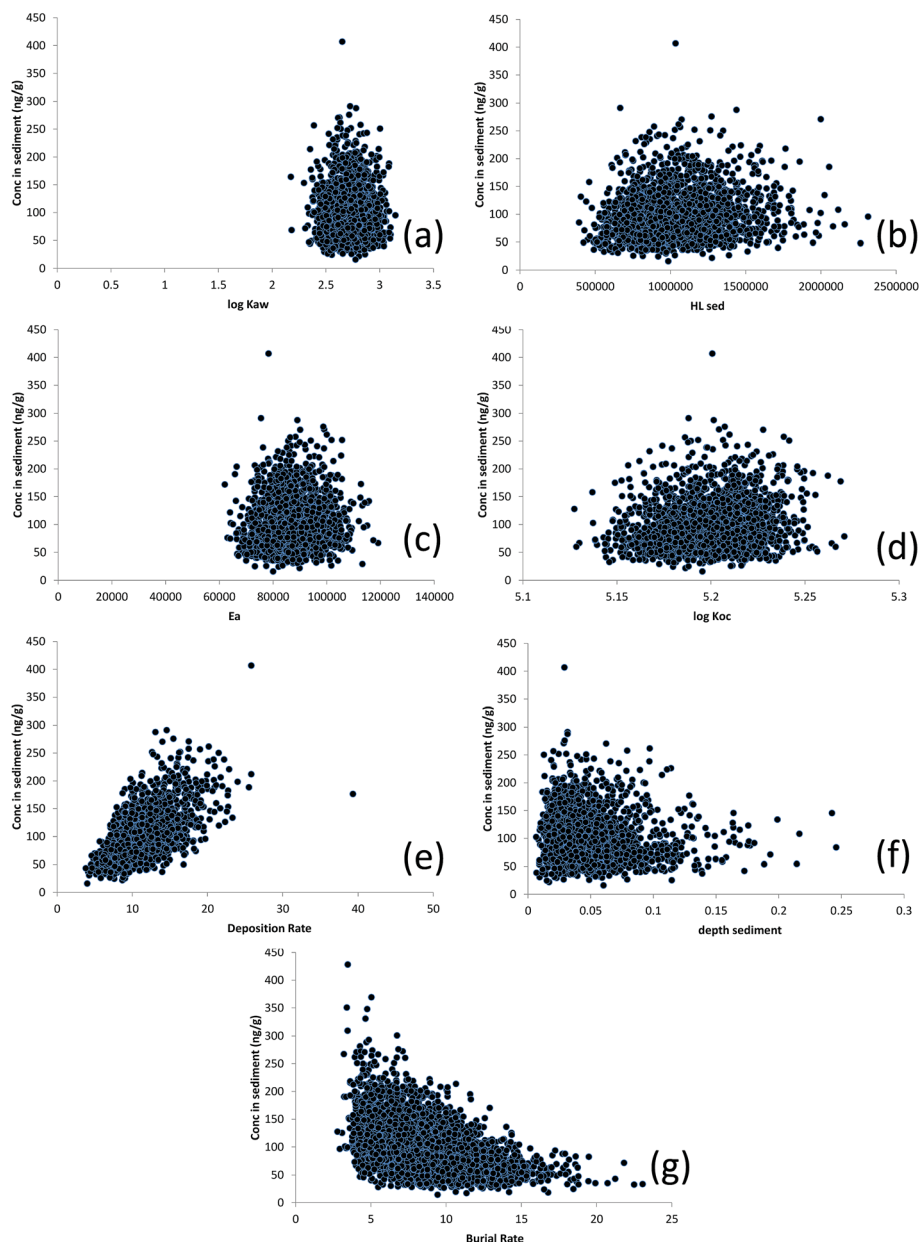 450
400
350
300
250
200
150
100
50
0
Conc in sediment (ng/g)
0 0.5 1 1.5 2 2.5 3 3.5
log Kaw
(a)
450
400
350
300
250
200
150
100
50
0
Conc in sediment (ng/g)
0 500000 1000000 1500000 2000000 2500000
HL sed
(b)
450
400
350
300
250
200
150
100
50
0
Conc in sediment (ng/g)
0 20000 40000 60000 80000 100000 120000 140000
Ea
(c)
450
400
350
300
250
200
150
100
50
0
Conc in sediment (ng/g)
5.1 5.15 5.2 5.25 5.3
log Koc
(d)
450
400
350
300
250
200
150
100
50
0
Conc in sediment (ng/g)
0 10 20 30 40 50
Deposition Rate
(e)
450
400
350
300
250
200
150
100
50
0
Conc in sediment (ng/g)
0 0.05 0.1 0.15 0.2 0.25 0.3
depth sediment
(f)
450
400
350
300
250
200
150
100
50
0
Conc in sediment (ng/g)
0 5 10 15 20 25
Burial Rate
(g)